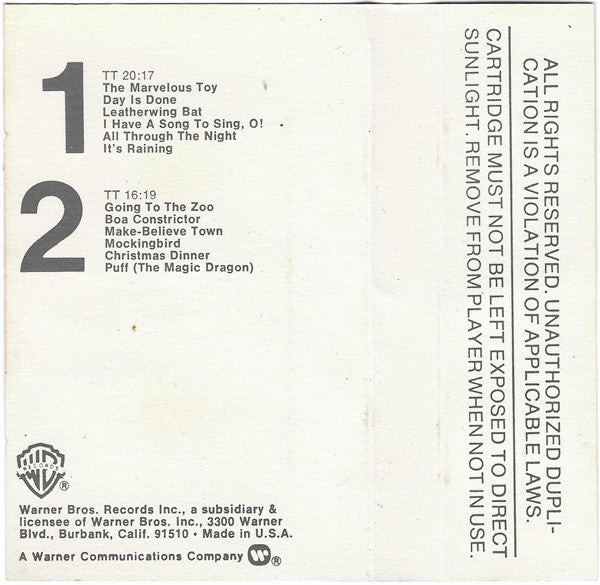 1
TT 20:17
The Marvelous Toy
Day Is Done
Leatherwing Bat
I Have A Song To Sing, O!
All Through The Night
It's Raining
2
TT 16:19
Going To The Zoo
Boa Constrictor
Make-Believe Town
Mockingbird
Christmas Dinner
Puff (The Magic Dragon)
WB
RECORDS
®
Warner Bros. Records Inc., a subsidiary &
licensee of Warner Bros. Inc., 3300 Warner
Blvd., Burbank, Calif. 91510 • Made in U.S.A.
A Warner Communications Company ®
ALL RIGHTS RESERVED. UNAUTHORIZED DUPLI-
CATION IS A VIOLATION OF APPLICABLE LAWS.
CARTRIDGE MUST NOT BE LEFT EXPOSED TO DIRECT
SUNLIGHT. REMOVE FROM PLAYER WHEN NOT IN USE.